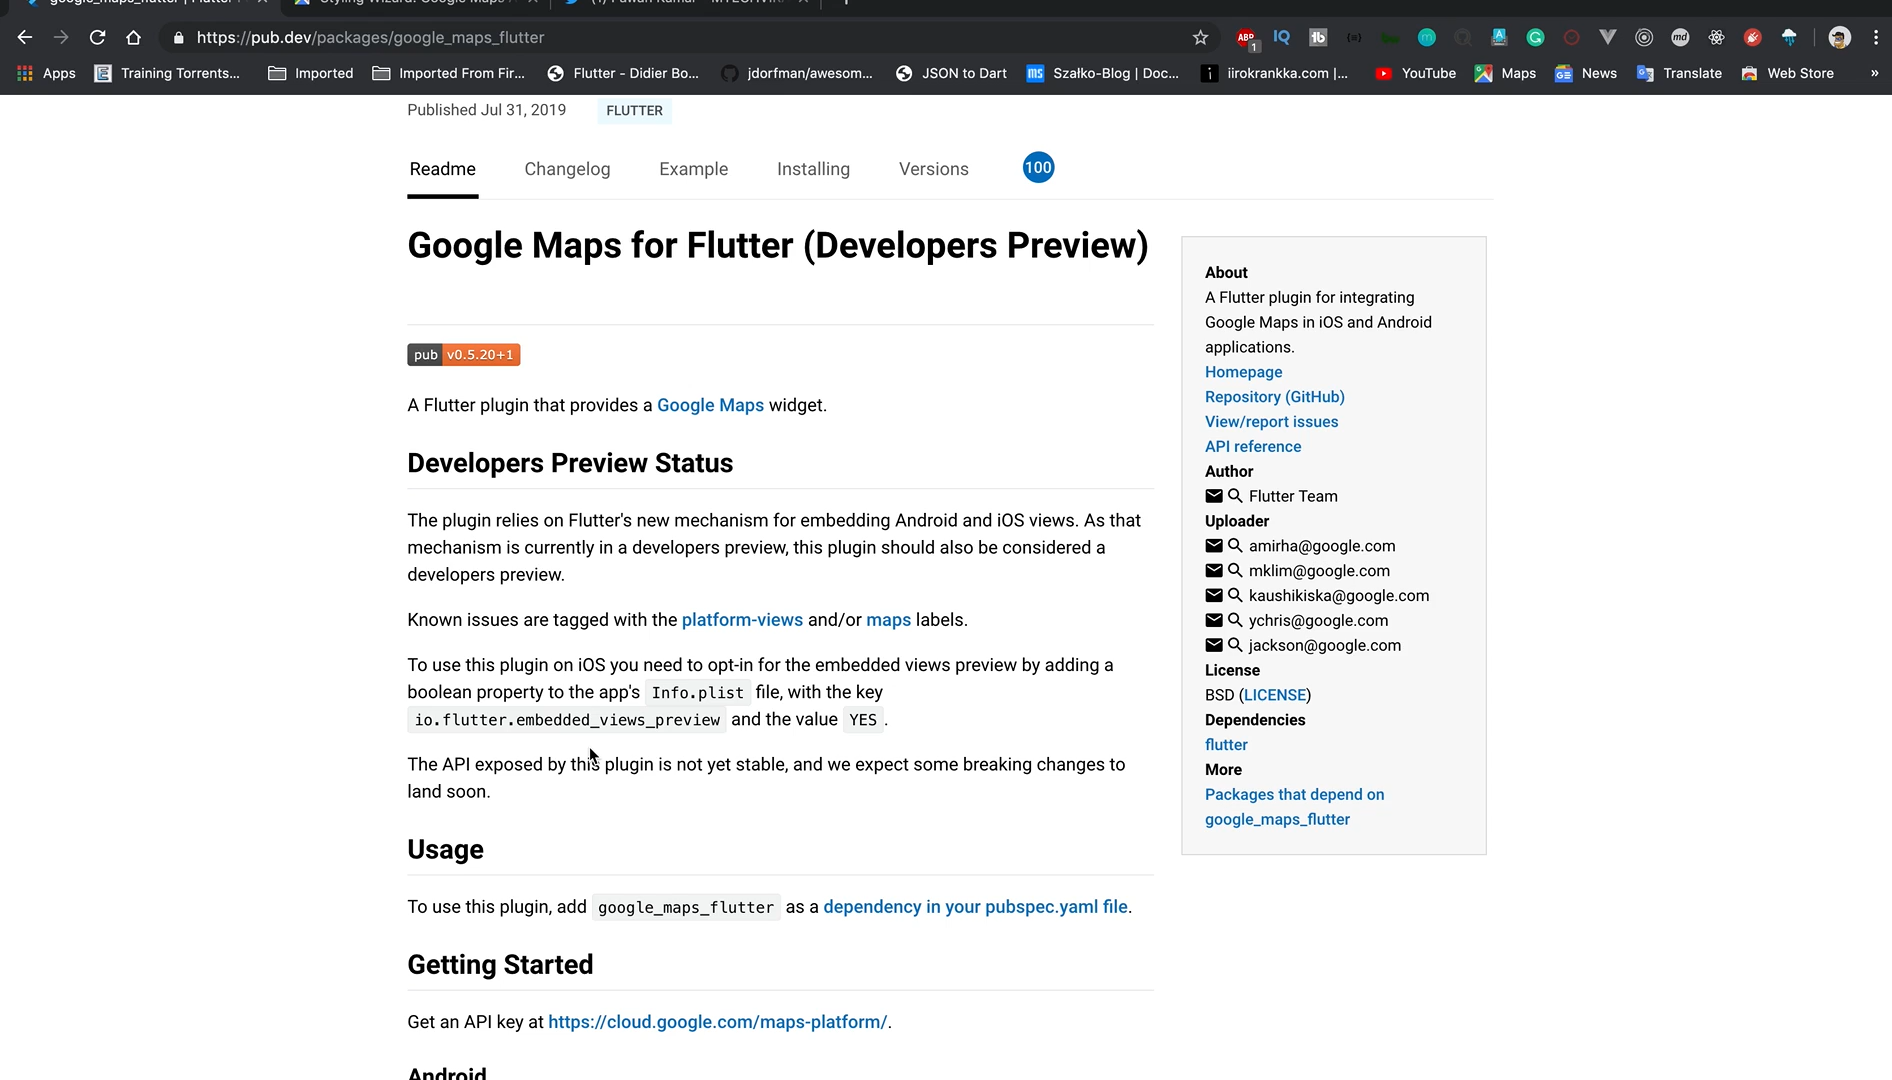 https://pub.dev/packages/google_maps_flutter
ABP
1
IQ
md
Apps
Training Torrents...
Imported
Imported From Fir...
Flutter - Didier Bo...
jdorfman/awesom...
JSON to Dart
MS
Szałko-Blog | Doc...
iirokrankka.com |...
YouTube
Maps
News
Translate
Web Store
»
Published Jul 31, 2019
FLUTTER
Readme
Changelog
Example
Installing
Versions
100
Google Maps for Flutter (Developers Preview)
pub v0.5.20+1
A Flutter plugin that provides a Google Maps widget.
Developers Preview Status
The plugin relies on Flutter's new mechanism for embedding Android and iOS views. As that
mechanism is currently in a developers preview, this plugin should also be considered a
developers preview.
Known issues are tagged with the platform-views and/or maps labels.
To use this plugin on iOS you need to opt-in for the embedded views preview by adding a
boolean property to the app's Info.plist file, with the key
io.flutter.embedded_views_preview and the value YES.
The API exposed by this plugin is not yet stable, and we expect some breaking changes to
land soon.
Usage
To use this plugin, add google_maps_flutter as a dependency in your pubspec.yaml file.
Getting Started
Get an API key at https://cloud.google.com/maps-platform/.
Android
About
A Flutter plugin for integrating
Google Maps in iOS and Android
applications.
Homepage
Repository (GitHub)
View/report issues
API reference
Author
Flutter Team
Uploader
amirha@google.com
mklim@google.com
kaushikiska@google.com
ychris@google.com
jackson@google.com
License
BSD (LICENSE)
Dependencies
flutter
More
Packages that depend on
google_maps_flutter